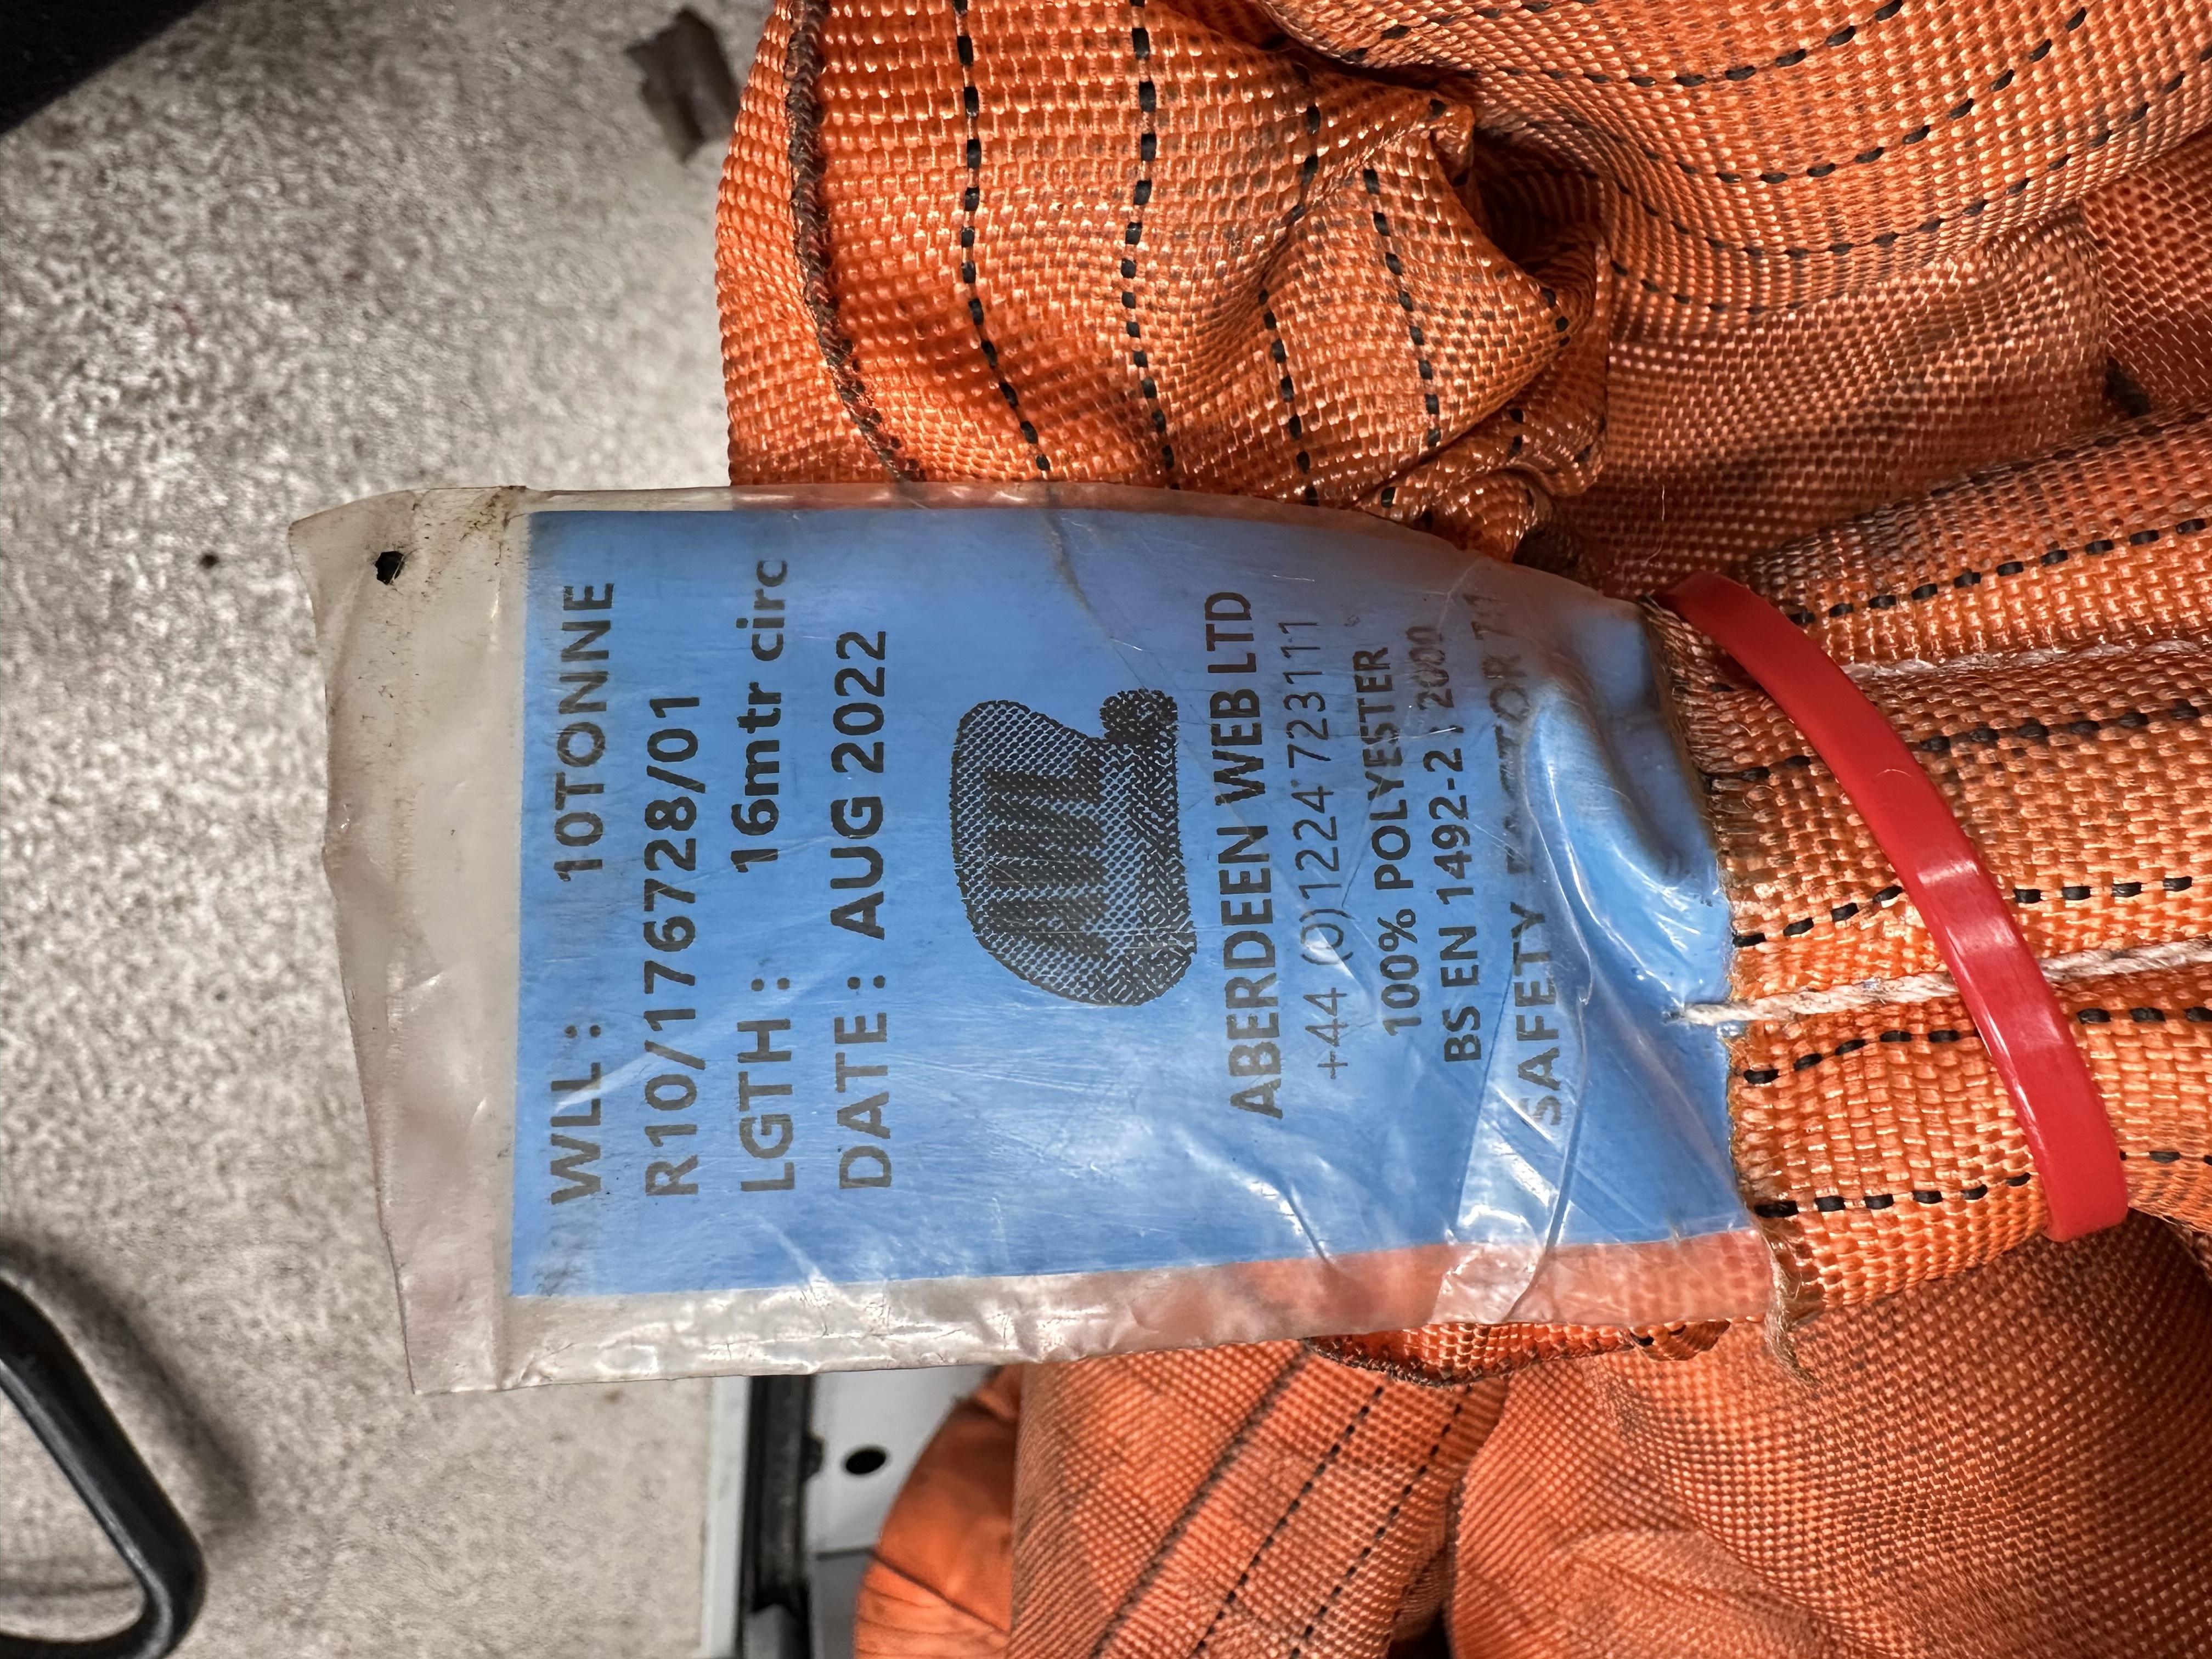 WLL : 10TONNE
R10/176728/01
LGTH : 16mtr circ
DATE : AUG 2022
AWL
ABERDEEN WEB LTD
+44 (0)1224 723111
100% POLYESTER
BS EN 1492-2 : 2000
SAFETY FACTOR 7:1